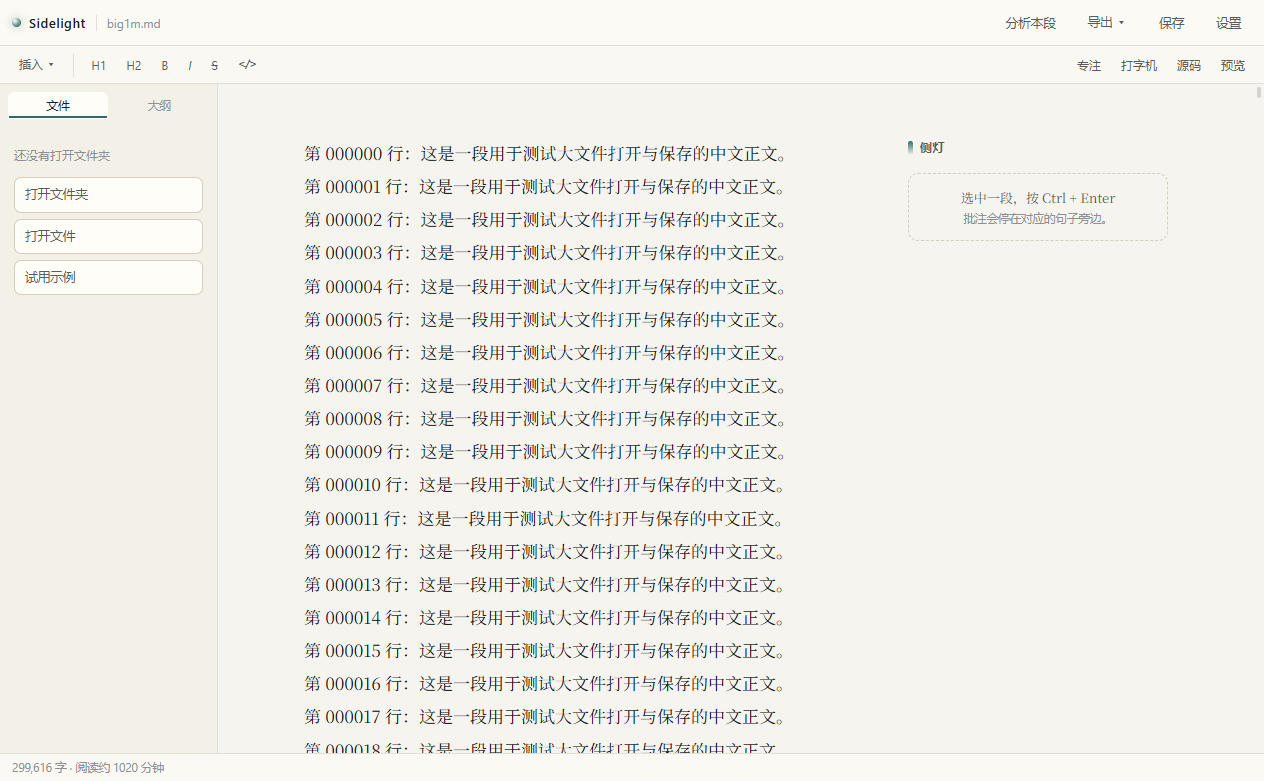 Sidelight big1m.md 分析本段 导出 保存 设置
插入 H1 H2 B I S </> 专注 打字机 源码 预览
文件 大纲
还没有打开文件夹
打开文件夹
打开文件
试用示例
第 000000 行：这是一段用于测试大文件打开与保存的中文正文。
第 000001 行：这是一段用于测试大文件打开与保存的中文正文。
第 000002 行：这是一段用于测试大文件打开与保存的中文正文。
第 000003 行：这是一段用于测试大文件打开与保存的中文正文。
第 000004 行：这是一段用于测试大文件打开与保存的中文正文。
第 000005 行：这是一段用于测试大文件打开与保存的中文正文。
第 000006 行：这是一段用于测试大文件打开与保存的中文正文。
第 000007 行：这是一段用于测试大文件打开与保存的中文正文。
第 000008 行：这是一段用于测试大文件打开与保存的中文正文。
第 000009 行：这是一段用于测试大文件打开与保存的中文正文。
第 000010 行：这是一段用于测试大文件打开与保存的中文正文。
第 000011 行：这是一段用于测试大文件打开与保存的中文正文。
第 000012 行：这是一段用于测试大文件打开与保存的中文正文。
第 000013 行：这是一段用于测试大文件打开与保存的中文正文。
第 000014 行：这是一段用于测试大文件打开与保存的中文正文。
第 000015 行：这是一段用于测试大文件打开与保存的中文正文。
第 000016 行：这是一段用于测试大文件打开与保存的中文正文。
第 000017 行：这是一段用于测试大文件打开与保存的中文正文。
第 000018 行：这是一段用于测试大文件打开与保存的中文正文
侧灯
选中一段，按 Ctrl + Enter
批注会停在对应的句子旁边。
299,616 字 · 阅读约 1020 分钟